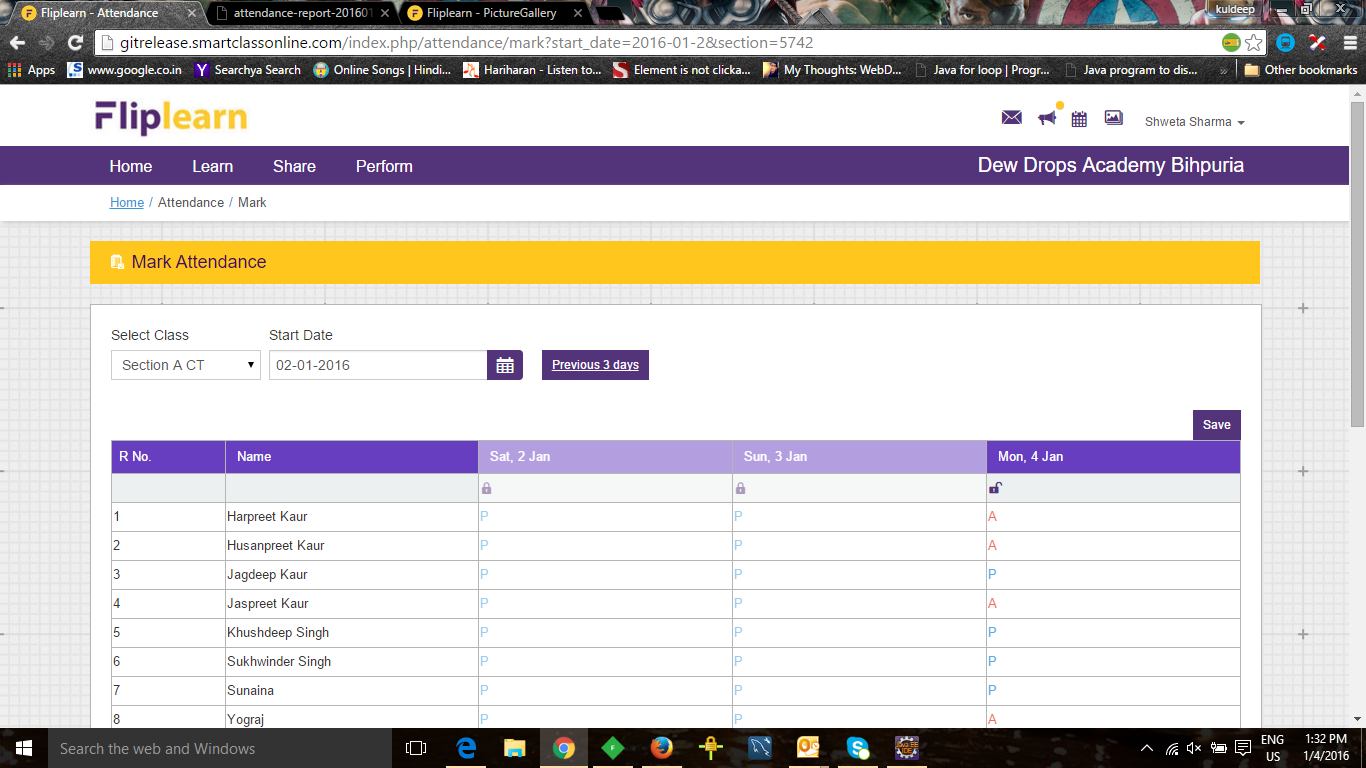 Fliplearn - Attendance
attendance-report-201601
Fliplearn - PictureGallery
kuldeep
gitrelease.smartclassonline.com/index.php/attendance/mark?start_date=2016-01-2&section=5742
Apps
www.google.co.in
Searchya Search
Online Songs | Hindi...
Hariharan - Listen to...
Element is not clicka...
My Thoughts: WebD...
Java for loop | Progr...
Java program to dis...
»
Other bookmarks
Fliplearn
Shweta Sharma
Home Learn Share Perform
Dew Drops Academy Bihpuria
Home / Attendance / Mark
Mark Attendance
Select Class Start Date
Section A CT 02-01-2016 Previous 3 days
Save
R No. Name Sat, 2 Jan Sun, 3 Jan Mon, 4 Jan
1 Harpreet Kaur P P A
2 Husanpreet Kaur P P A
3 Jagdeep Kaur P P P
4 Jaspreet Kaur P P A
5 Khushdeep Singh P P P
6 Sukhwinder Singh P P P
7 Sunaina P P P
8 Yograj P P A
Search the web and Windows
ENG
US
1:32 PM
1/4/2016